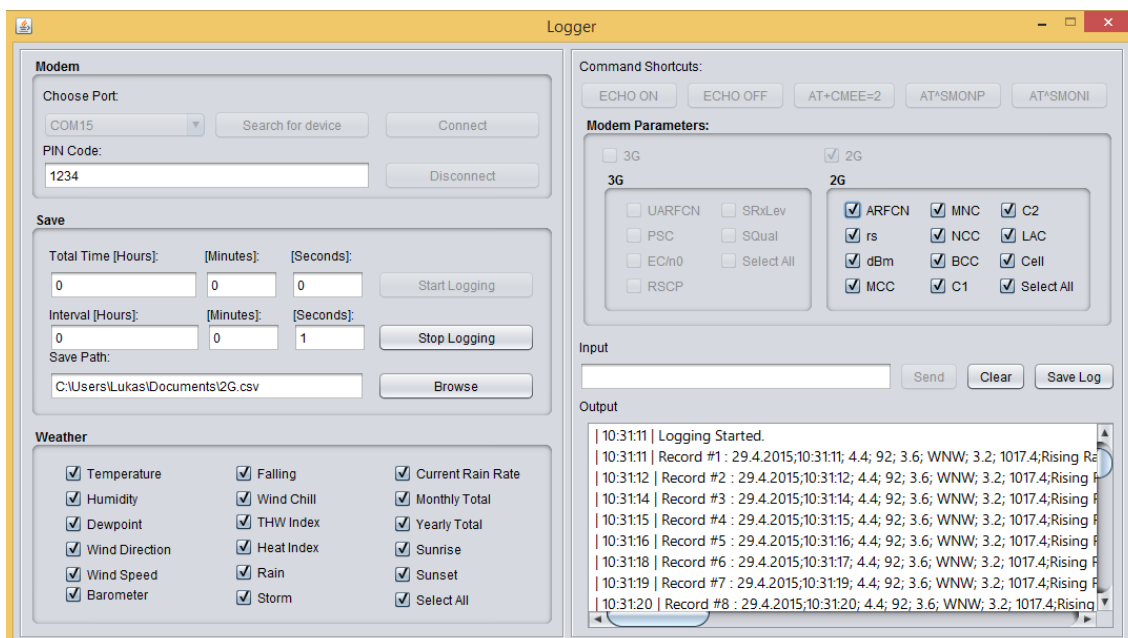 Logger
Modem
Choose Port:
COM15
Search for device
Connect
PIN Code:
1234
Disconnect
Save
Total Time [Hours]: [Minutes]: [Seconds]:
0 0 0 Start Logging
Interval [Hours]: [Minutes]: [Seconds]:
0 0 1 Stop Logging
Save Path:
C:\Users\Lukas\Documents\2G.csv Browse
Weather
Temperature Falling Current Rain Rate
Humidity Wind Chill Monthly Total
Dewpoint THW Index Yearly Total
Wind Direction Heat Index Sunrise
Wind Speed Rain Sunset
Barometer Storm Select All
Command Shortcuts:
ECHO ON ECHO OFF AT+CMEE=2 AT^SMONP AT^SMONI
Modem Parameters:
3G 2G
3G 2G
UARFCN SRxLev ARFCN MNC C2
PSC SQual rs NCC LAC
EC/n0 Select All dBm BCC Cell
RSCP MCC C1 Select All
Input
Send Clear Save Log
Output
| 10:31:11 | Logging Started.
| 10:31:11 | Record #1 : 29.4.2015;10:31:11; 4.4; 92; 3.6; WNW; 3.2; 1017.4;Rising Ra
| 10:31:12 | Record #2 : 29.4.2015;10:31:12; 4.4; 92; 3.6; WNW; 3.2; 1017.4;Rising
| 10:31:14 | Record #3 : 29.4.2015;10:31:14; 4.4; 92; 3.6; WNW; 3.2; 1017.4;Rising
| 10:31:15 | Record #4 : 29.4.2015;10:31:15; 4.4; 92; 3.6; WNW; 3.2; 1017.4;Rising
| 10:31:16 | Record #5 : 29.4.2015;10:31:16; 4.4; 92; 3.6; WNW; 3.2; 1017.4;Rising
| 10:31:18 | Record #6 : 29.4.2015;10:31:17; 4.4; 92; 3.6; WNW; 3.2; 1017.4;Rising
| 10:31:19 | Record #7 : 29.4.2015;10:31:19; 4.4; 92; 3.6; WNW; 3.2; 1017.4;Rising
| 10:31:20 | Record #8 : 29.4.2015;10:31:20; 4.4; 92; 3.6; WNW; 3.2; 1017.4;Rising